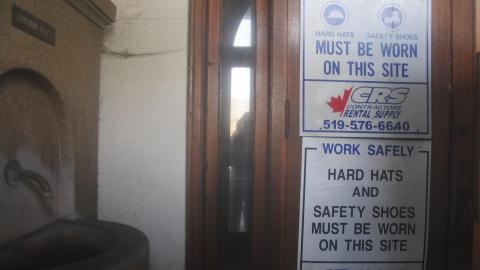 HARD HATS SAFETY SHOES
MUST BE WORN
ON THIS SITE
CRS
CONTRACTORS
RENTAL SUPPLY
519-576-6640
WORK SAFELY
HARD HATS
AND
SAFETY SHOES
MUST BE WORN
ON THIS SITE